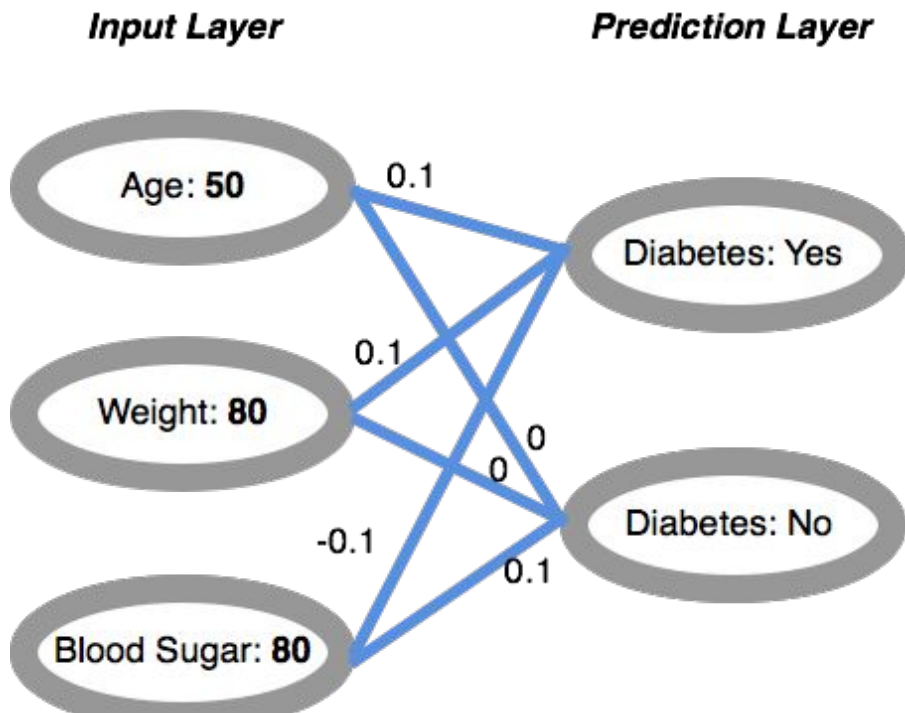 Input Layer
Prediction Layer
Age: 50
0.1
Diabetes: Yes
0.1
Weight: 80
0
0
Diabetes: No
-0.1
0.1
Blood Sugar: 80